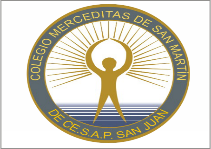 COLEGIO MERCEDITAS DE SAN MARTIN
DE CE.S.A.P. SAN JUAN